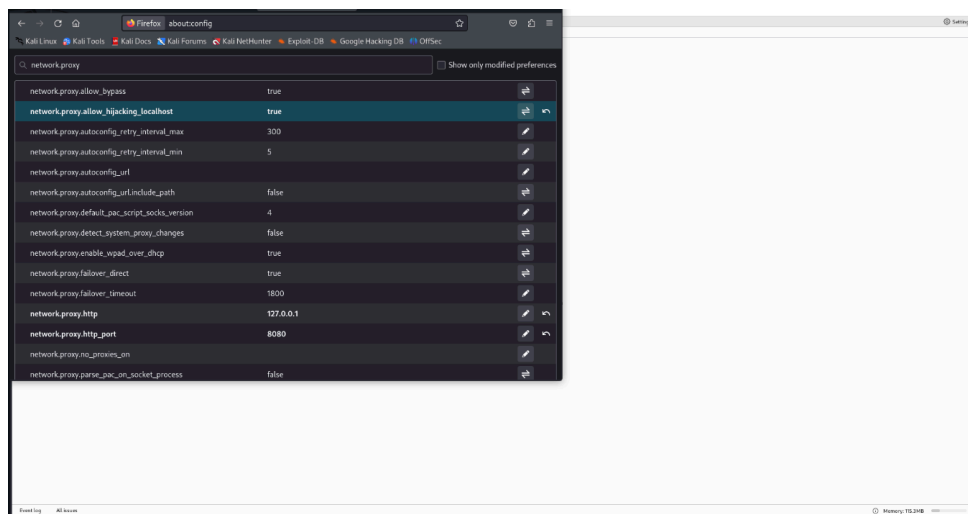 Firefox about:config
Setting
Kali Linux Kali Tools Kali Docs Kali Forums Kali NetHunter Exploit-DB Google Hacking DB OffSec
network.proxy Show only modified preferences
network.proxy.allow_bypass true
network.proxy.allow_hijacking_localhost true
network.proxy.autoconfig_retry_interval_max 300
network.proxy.autoconfig_retry_interval_min 5
network.proxy.autoconfig_url
network.proxy.autoconfig_url.include_path false
network.proxy.default_pac_script_socks_version 4
network.proxy.detect_system_proxy_changes false
network.proxy.enable_wpad_over_dhcp true
network.proxy.failover_direct true
network.proxy.failover_timeout 1800
network.proxy.http 127.0.0.1
network.proxy.http_port 8080
network.proxy.no_proxies_on
network.proxy.parse_pac_on_socket_process false
Event log All issues Memory: 115.3MB